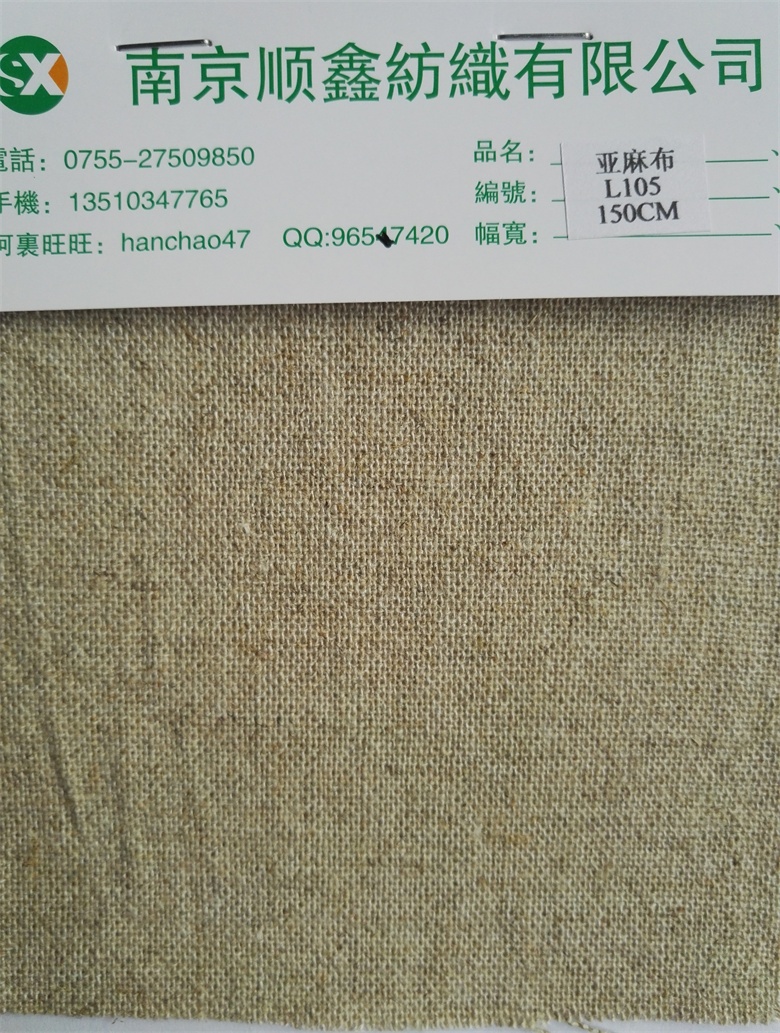 SX
南京顺鑫紡織有限公司
電話：0755-27509850
手機：13510347765
阿裏旺旺：hanchao47 QQ:965 7420
品名：亚麻布
編號：L105
幅寬：150CM